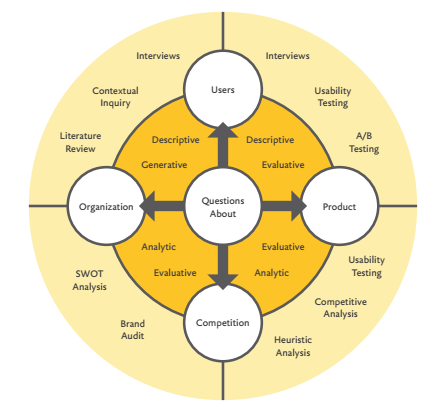 Interviews
Interviews
Users
Contextual
Inquiry
Usability
Testing
Literature
Review
Descriptive
Descriptive
A/B
Testing
Generative
Evaluative
Organization
Questions
About
Product
Analytic
Evaluative
Usability
Testing
SWOT
Analysis
Evaluative
Analytic
Competitive
Analysis
Brand
Audit
Competition
Heuristic
Analysis